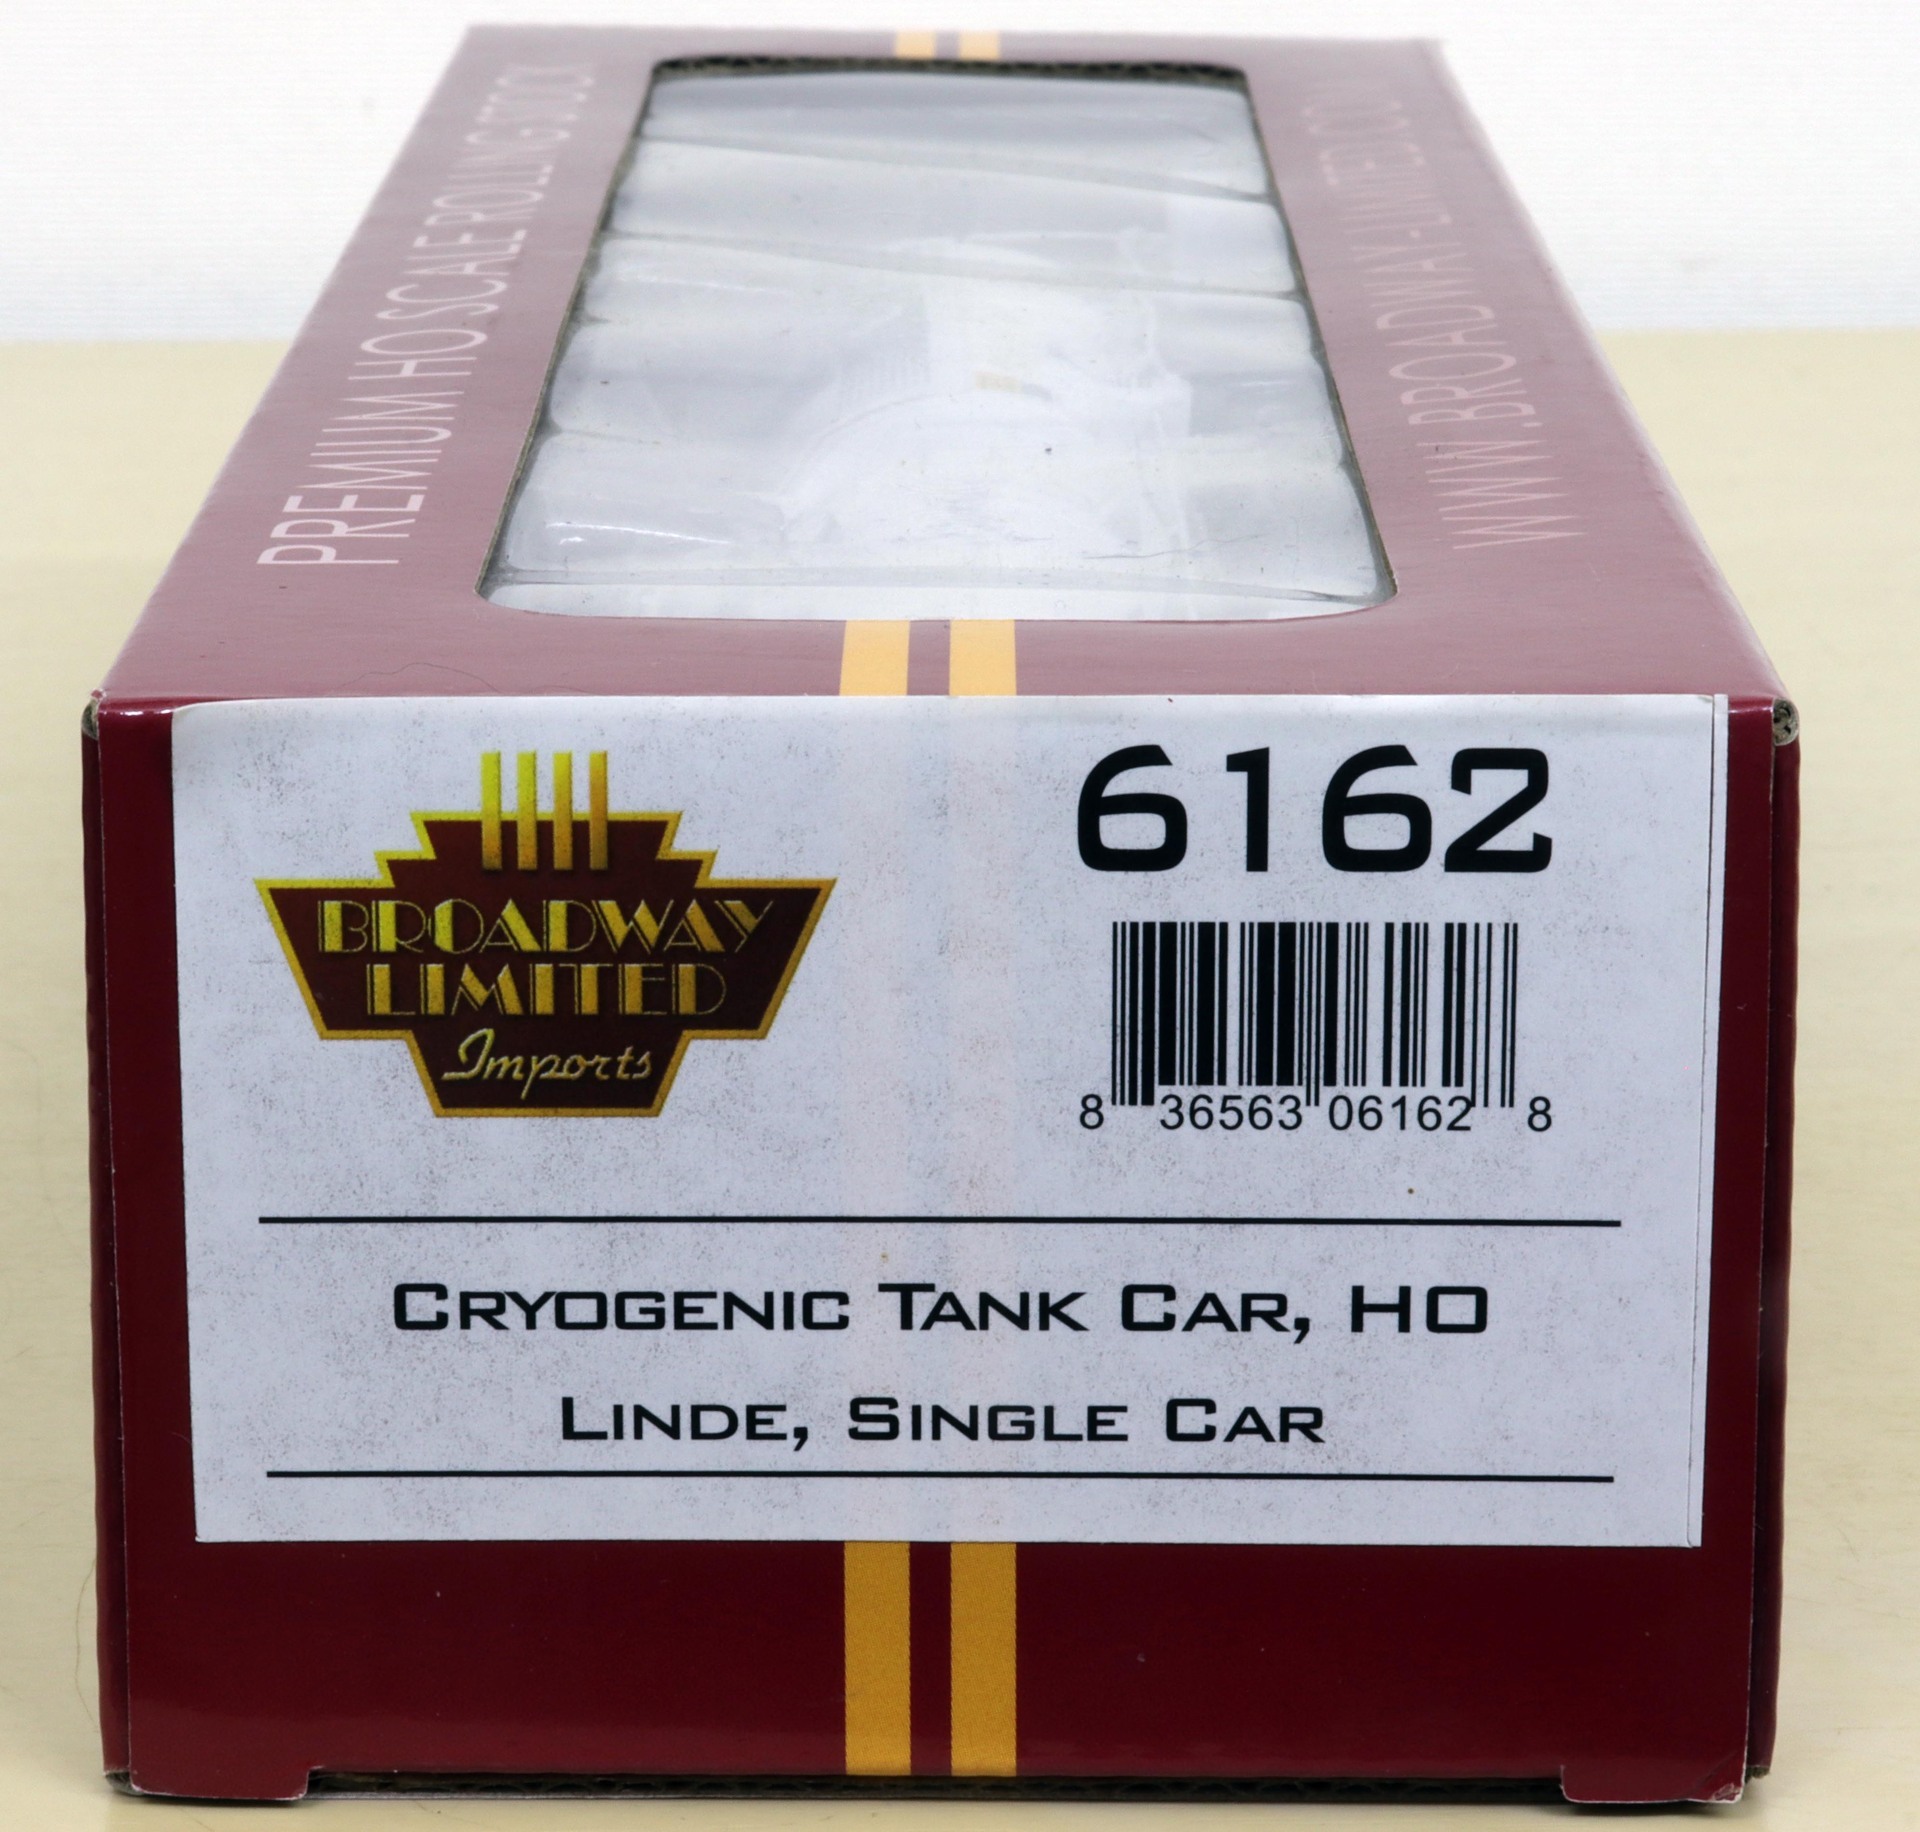 PREMIUM HO SCALE ROLLING STOCK
WWW.BROADWAY-LIMITED.COM
BROADWAY
LIMITED
Imports
6162
8 36563 06162 8
CRYOGENIC TANK CAR, HO
LINDE, SINGLE CAR